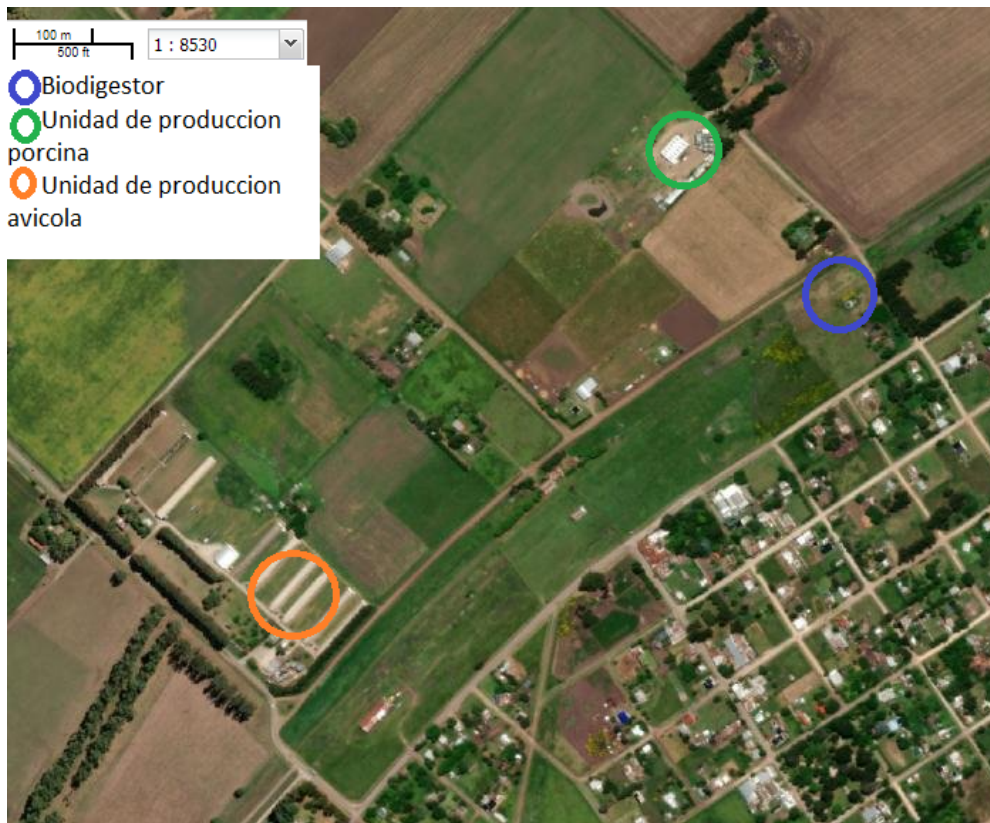 100 m
500 ft
1 : 8530
Biodigestor
Unidad de produccion
porcina
Unidad de produccion
avicola